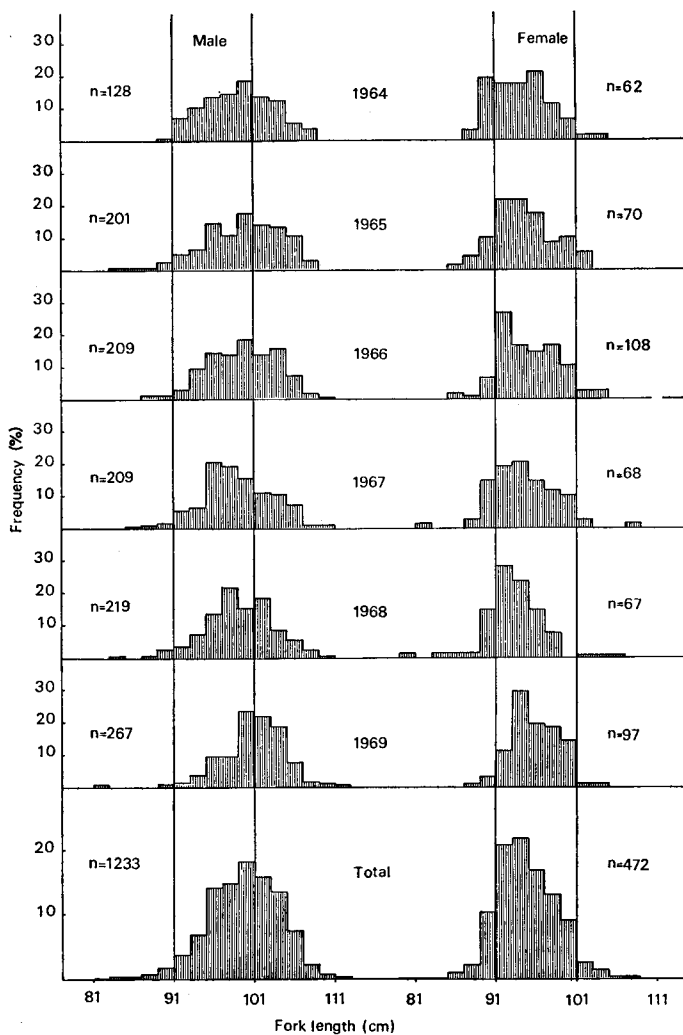 Male Female
30
20
10
n=128 1964 n=62
30
20
10
n=201 1965 n=70
30
20
10
n=209 1966 n=108
30
20
10
n=209 1967 n=68
30
20
10
n=219 1968 n=67
30
20
10
n=267 1969 n=97
20
10
n=1233 Total n=472
Frequency (%)
81 91 101 111 81 91 101 111
Fork length (cm)